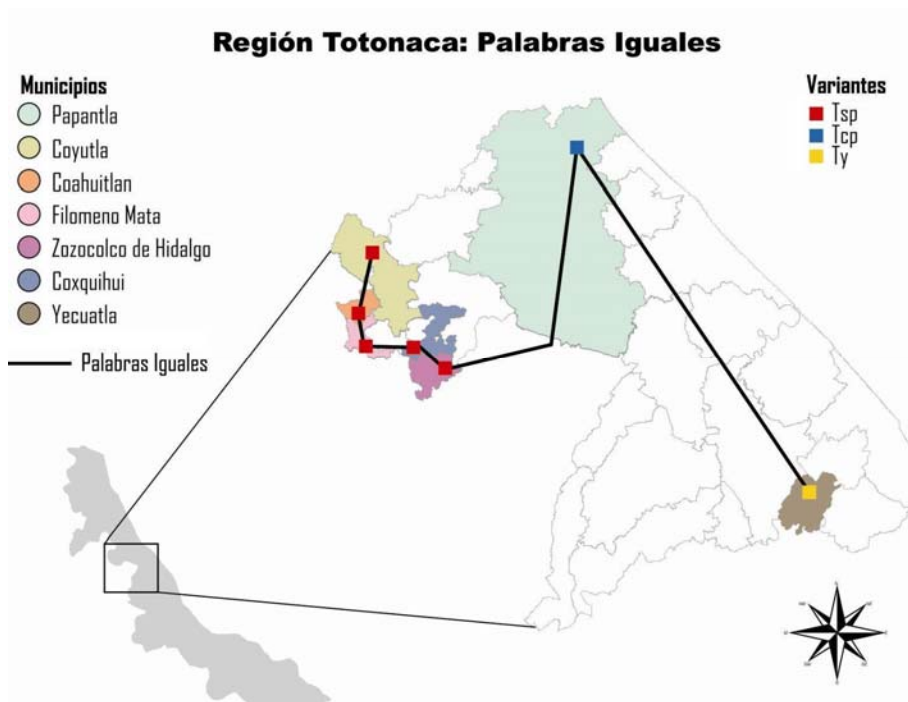 Región Totonaca: Palabras Iguales
Municipios
Papantla
Coyutla
Coahuitlan
Filomeno Mata
Zozocolco de Hidalgo
Coxquihui
Yecuatla
Palabras Iguales
Variantes
Tsp
Tcp
Ty